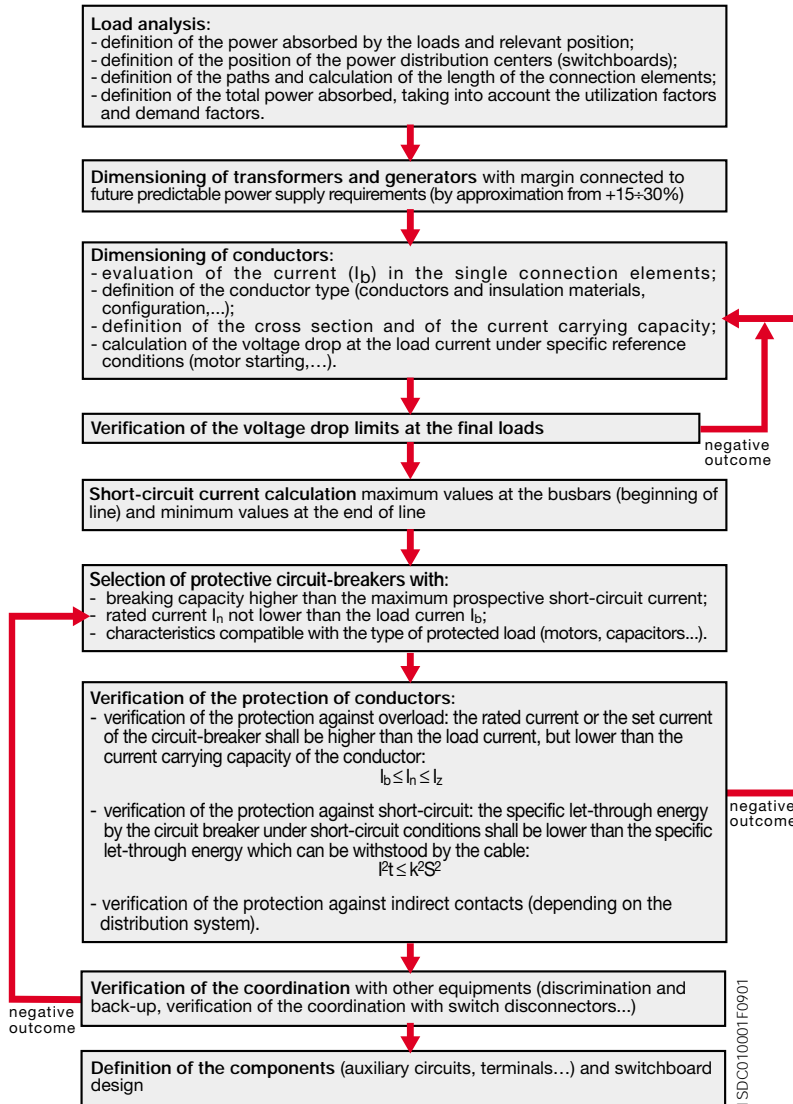 Load analysis:
- definition of the power absorbed by the loads and relevant position;
- definition of the position of the power distribution centers (switchboards);
- definition of the paths and calculation of the length of the connection elements;
- definition of the total power absorbed, taking into account the utilization factors
and demand factors.
Dimensioning of transformers and generators with margin connected to
future predictable power supply requirements (by approximation from +15÷30%)
Dimensioning of conductors:
- evaluation of the current (Ib) in the single connection elements;
- definition of the conductor type (conductors and insulation materials,
configuration,...);
- definition of the cross section and of the current carrying capacity;
- calculation of the voltage drop at the load current under specific reference
conditions (motor starting,…).
Verification of the voltage drop limits at the final loads
negative
outcome
Short-circuit current calculation maximum values at the busbars (beginning of
line) and minimum values at the end of line
Selection of protective circuit-breakers with:
- breaking capacity higher than the maximum prospective short-circuit current;
- rated current In not lower than the load curren Ib;
- characteristics compatible with the type of protected load (motors, capacitors...).
Verification of the protection of conductors:
- verification of the protection against overload: the rated current or the set current
of the circuit-breaker shall be higher than the load current, but lower than the
current carrying capacity of the conductor:
Ib ≤ In ≤ Iz
- verification of the protection against short-circuit: the specific let-through energy
by the circuit breaker under short-circuit conditions shall be lower than the specific
let-through energy which can be withstood by the cable:
I²t ≤ k²S²
- verification of the protection against indirect contacts (depending on the
distribution system).
negative
outcome
Verification of the coordination with other equipments (discrimination and
back-up, verification of the coordination with switch disconnectors...)
negative
outcome
Definition of the components (auxiliary circuits, terminals…) and switchboard
design
1SDC010001F0901